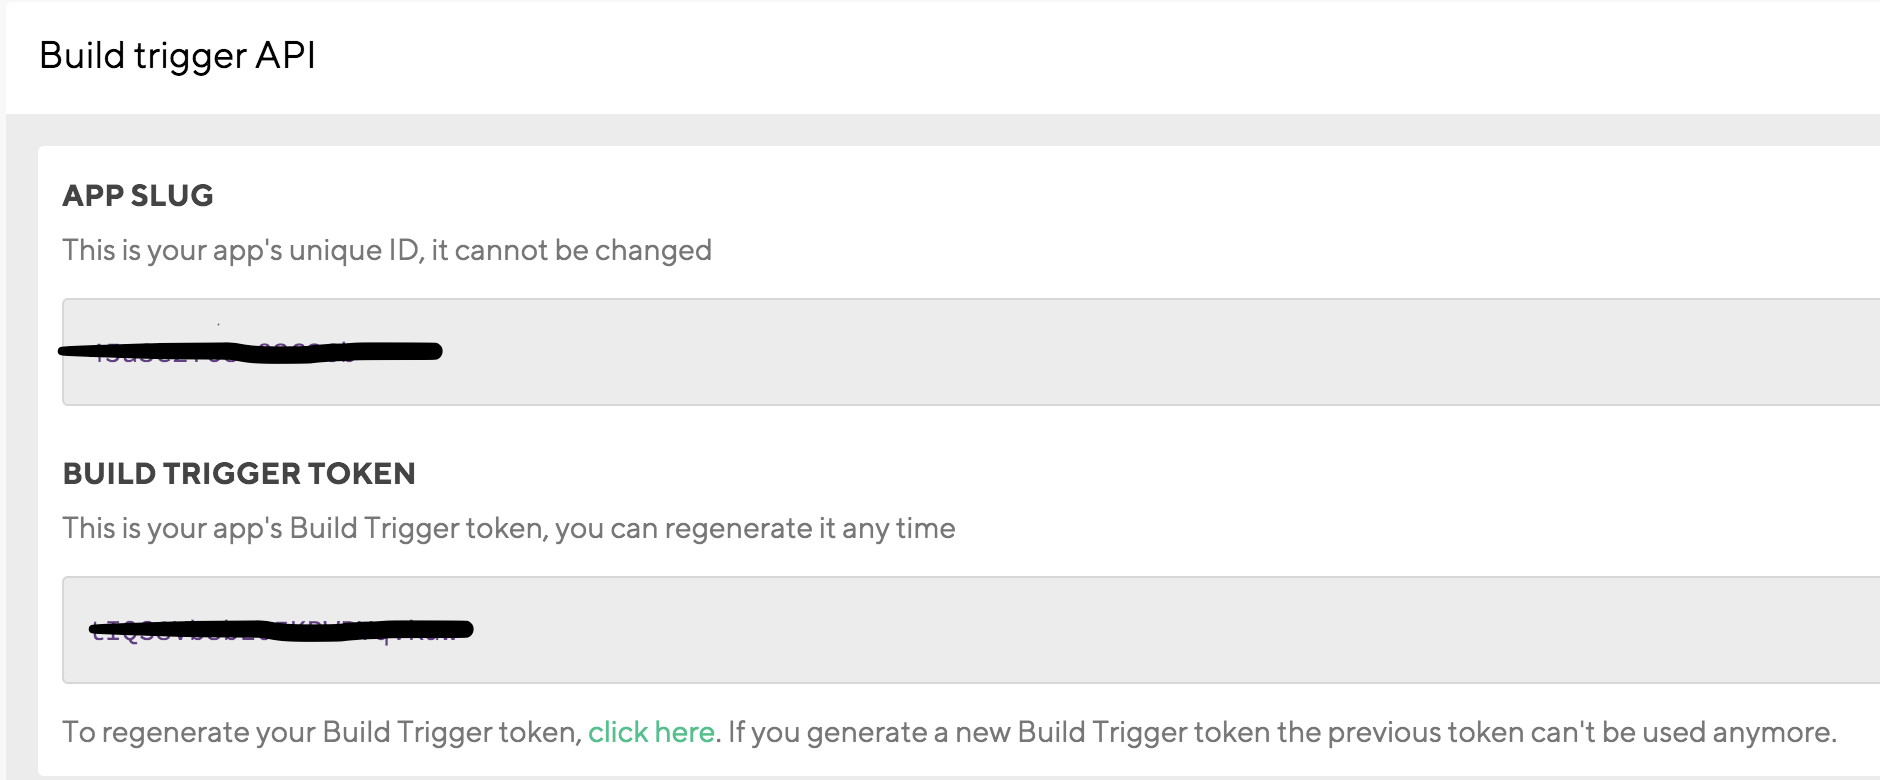 Build trigger API
APP SLUG
This is your app's unique ID, it cannot be changed
BUILD TRIGGER TOKEN
This is your app's Build Trigger token, you can regenerate it any time
To regenerate your Build Trigger token, click here. If you generate a new Build Trigger token the previous token can't be used anymore.